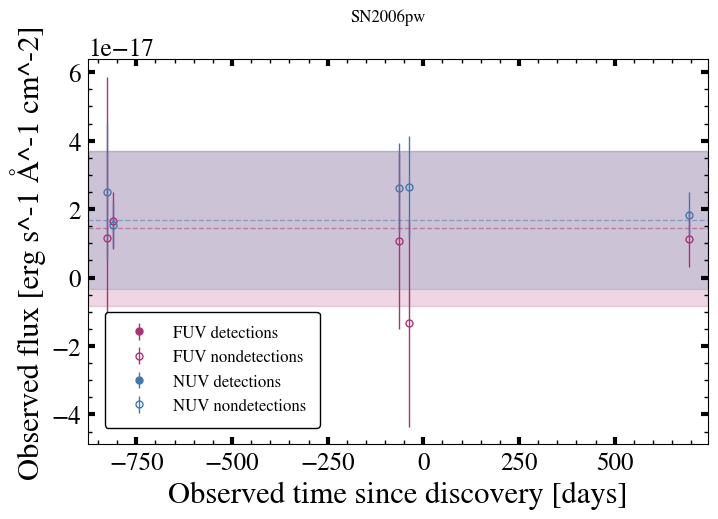 SN2006pw
1e−17
6
4
2
0
−2
−4
Observed flux [erg s^-1 Å^-1 cm^-2]
FUV detections
FUV nondetections
NUV detections
NUV nondetections
−750 −500 −250 0 250 500
Observed time since discovery [days]